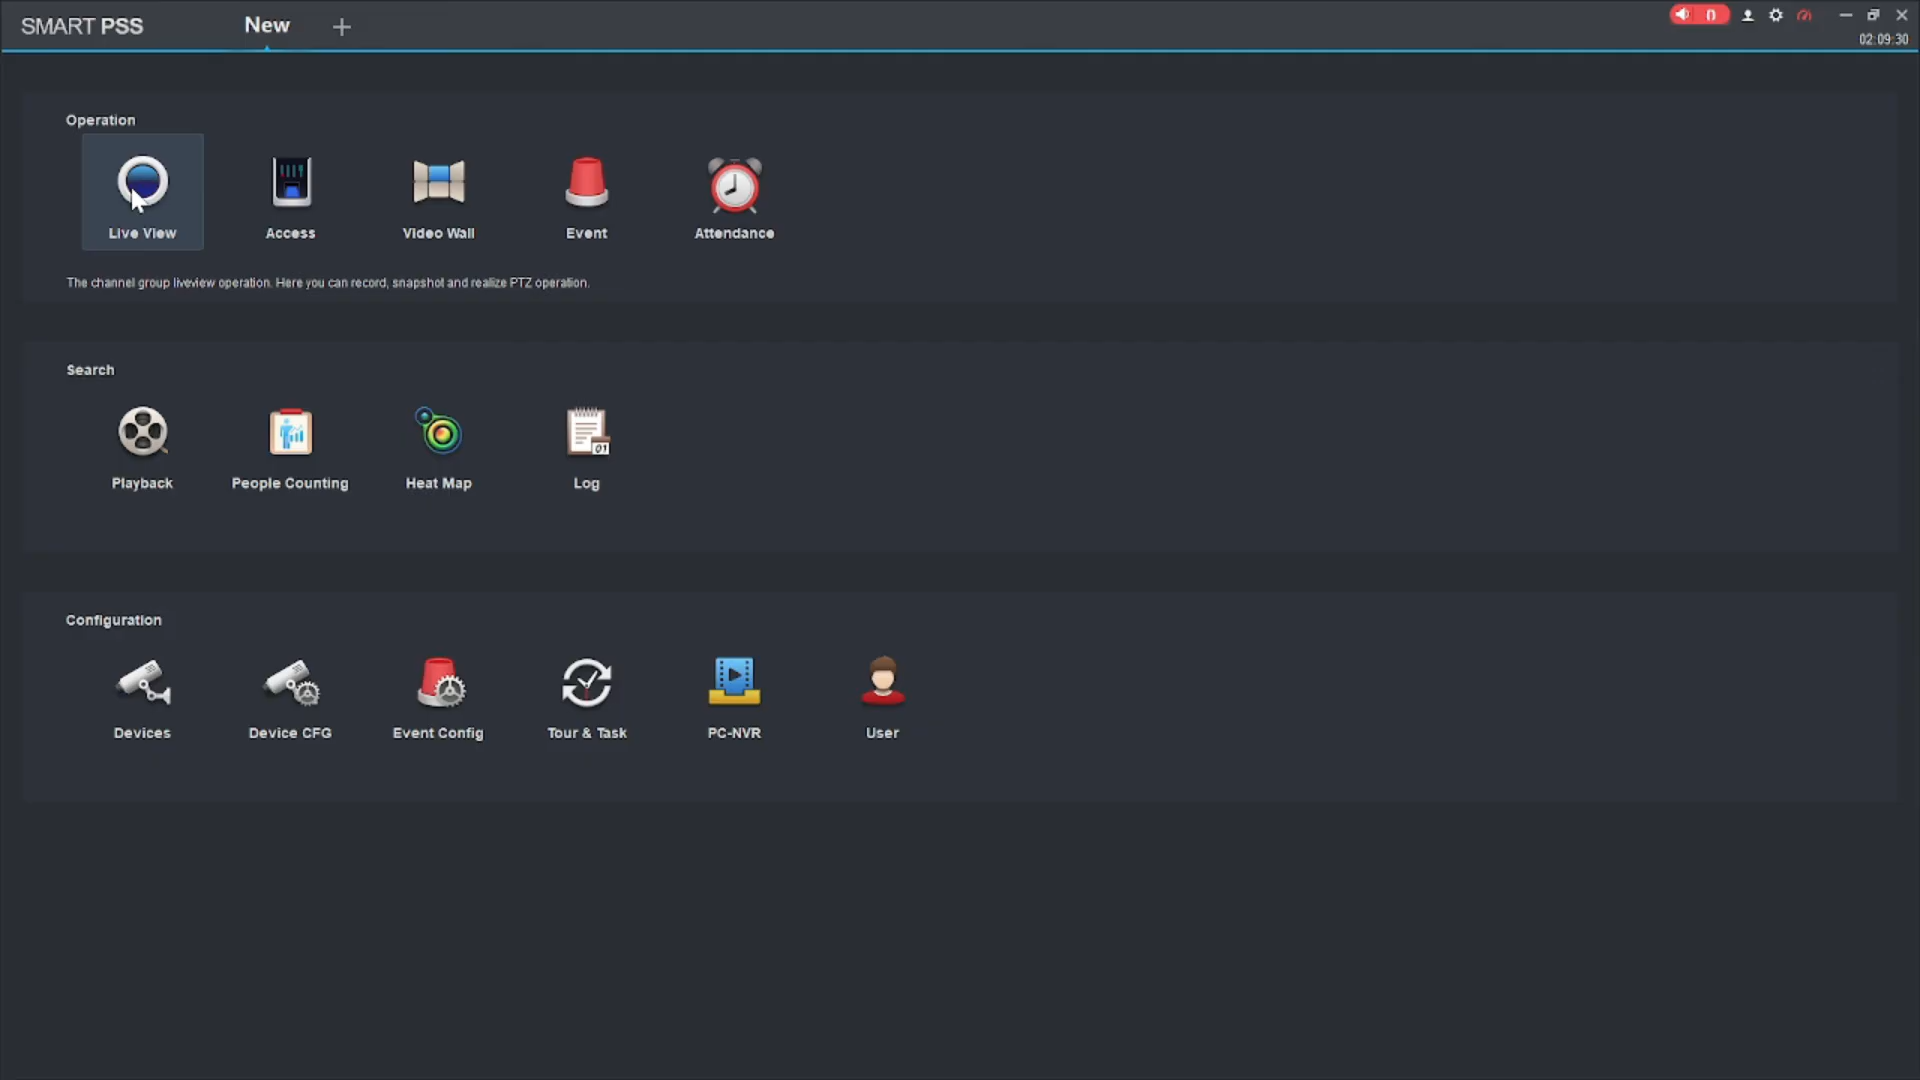 SMART PSS New +
0
02:09:30
Operation
Live View Access Video Wall Event Attendance
The channel group liveview operation. Here you can record, snapshot and realize PTZ operation.
Search
01
Playback People Counting Heat Map Log
Configuration
Devices Device CFG Event Config Tour & Task PC-NVR User